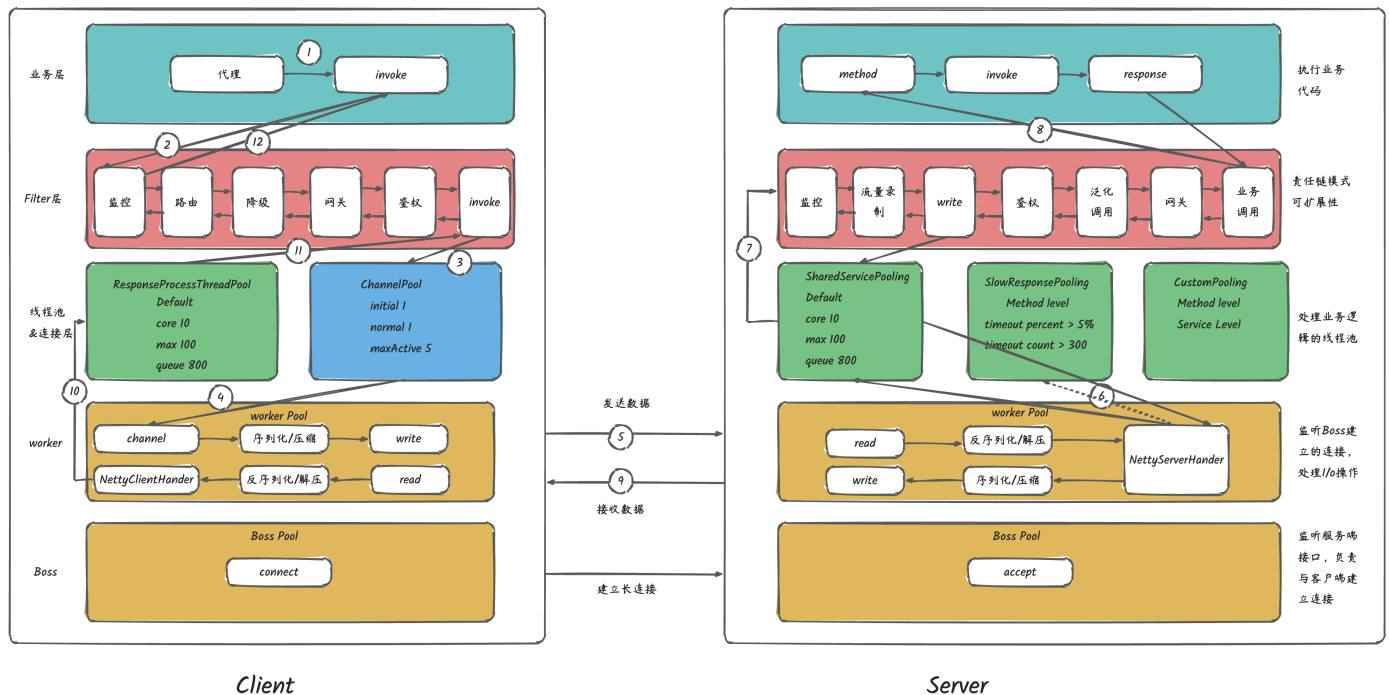 业务层
代理
1
invoke
2
12
Filter层
监控
路由
降级
网关
鉴权
invoke
11
3
线程池
&连接层
ResponseProcessThreadPool
Default
core 10
max 100
queue 800
ChannelPool
initial 1
normal 1
maxActive 5
10
4
worker
worker Pool
channel
序列化/压缩
write
NettyClientHander
反序列化/解压
read
Boss
Boss Pool
connect
Client
发送数据
5
9
接收数据
建立长连接
method
invoke
response
执行业务
代码
8
监控
流量录
制
write
鉴权
泛化
调用
网关
业务
调用
责任链模式
可扩展性
7
SharedServicePooling
Default
core 10
max 100
queue 800
SlowResponsePooling
Method level
timeout percent > 5%
timeout count > 300
CustomPooling
Method level
Service Level
处理业务逻
辑的线程池
6
worker Pool
read
反序列化/解压
NettyServerHander
write
序列化/压缩
监听Boss建
立的连接,
处理I/O操作
Boss Pool
accept
监听服务端
接口，负责
与客户端建
立连接
Server